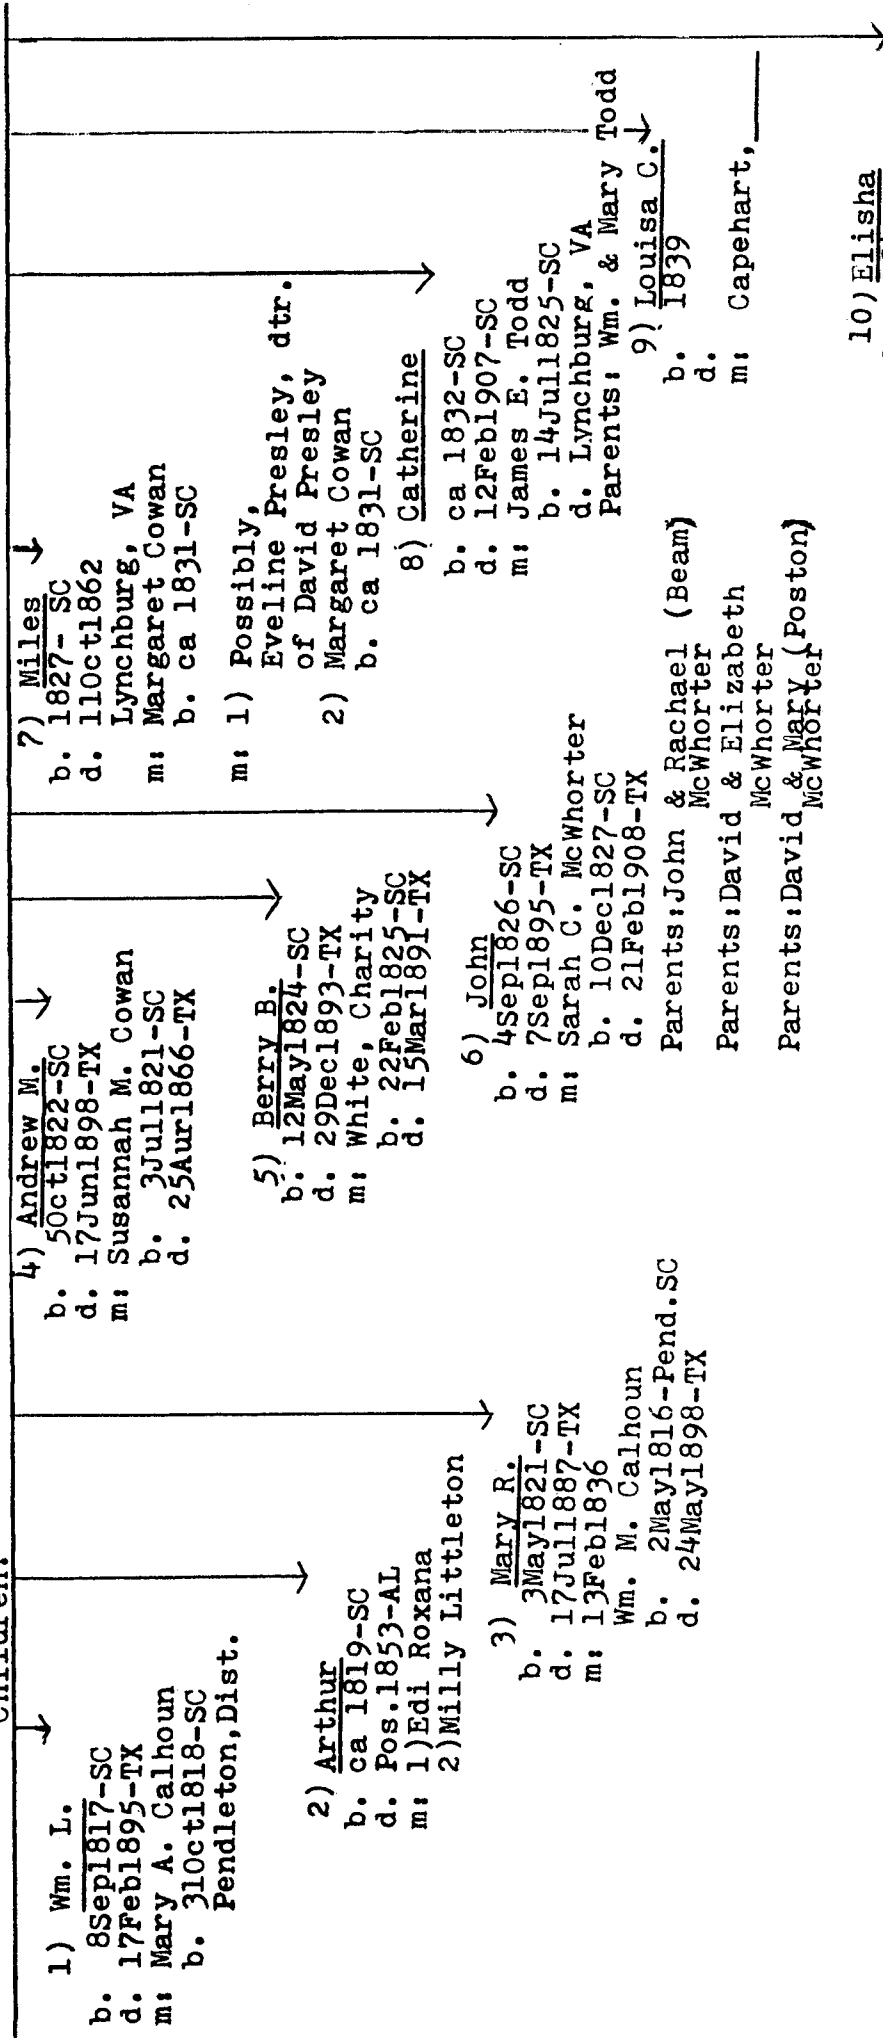 1) Wm. L.
b. 8Sep1817-SC
d. 17Feb1895-TX
m: Mary A. Calhoun
b. 31Oct1818-SC
Pendleton,Dist.
2) Arthur
b. ca 1819-SC
d. Pos.1853-AL
m: 1)Edi Roxana
2)Milly Littleton
3) Mary R.
b. 3May1821-SC
d. 17Jul1887-TX
m: 13Feb1836
Wm. M. Calhoun
b. 2May1816-Pend.SC
d. 24May1898-TX
4) Andrew M.
b. 5Oct1822-SC
d. 17Jun1898-TX
m: Susannah M. Cowan
b. 3Jul1821-SC
d. 25Aur1866-TX
5) Berry B.
b. 12May1824-SC
d. 29Dec1893-TX
m: White, Charity
b. 22Feb1825-SC
d. 15Mar1891-TX
6) John
b. 4Sep1826-SC
d. 7Sep1895-TX
m: Sarah C. McWhorter
b. 10Dec1827-SC
d. 21Feb1908-TX
Parents:John & Rachael (Beam)
McWhorter
Parents:David & Elizabeth
McWhorter
Parents:David & Mary (Poston)
McWhorter
7) Miles
b. 1827- SC
d. 11Oct1862
Lynchburg, VA
m: Margaret Cowan
b. ca 1831-SC
m: 1) Possibly,
Eveline Presley, dtr.
of David Presley
2) Margaret Cowan
b. ca 1831-SC
8) Catherine
b. ca 1832-SC
d. 12Feb1907-SC
m: James E. Todd
b. 14Jul1825-SC
d. Lynchburg, VA
Parents: Wm. & Mary Todd
9) Louisa C.
b. 1839
d.
m: Capehart,
10)Elisha